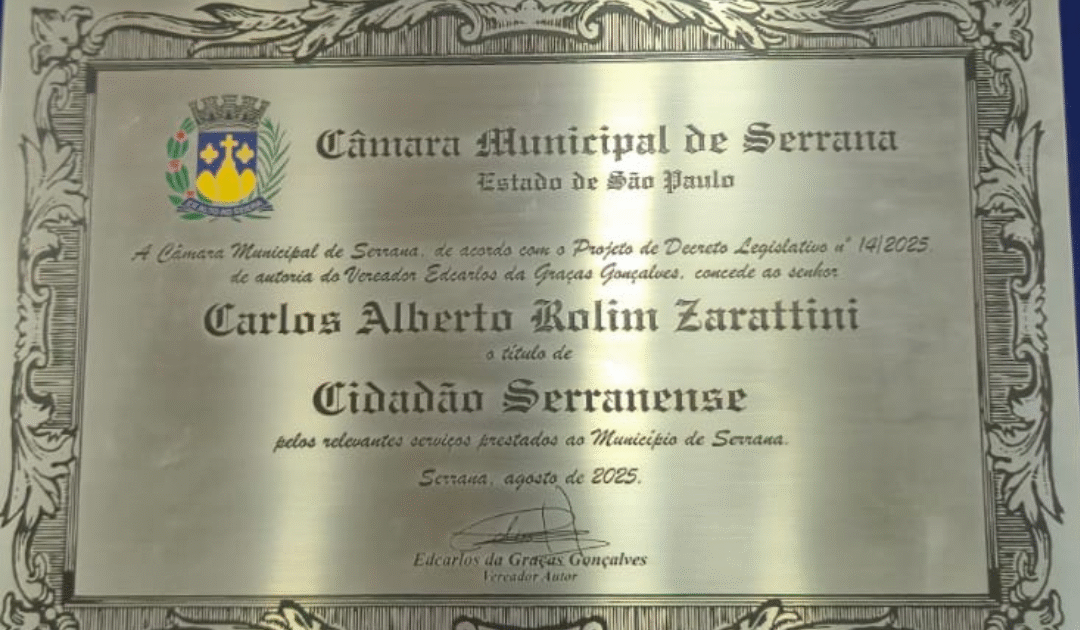 Câmara Municipal de Serrana
Estado de São Paulo
A Câmara Municipal de Serrana, de acordo com o Projeto de Decreto Legislativo nº 14/2025,
de autoria do Vereador Edcarlos da Graças Gonçalves, concede ao senhor
Carlos Alberto Rolim Zarattini
o título de
Cidadão Serranense
pelos relevantes serviços prestados ao Município de Serrana.
Serrana, agosto de 2025.
Edcarlos da Graças Gonçalves
Vereador Autor